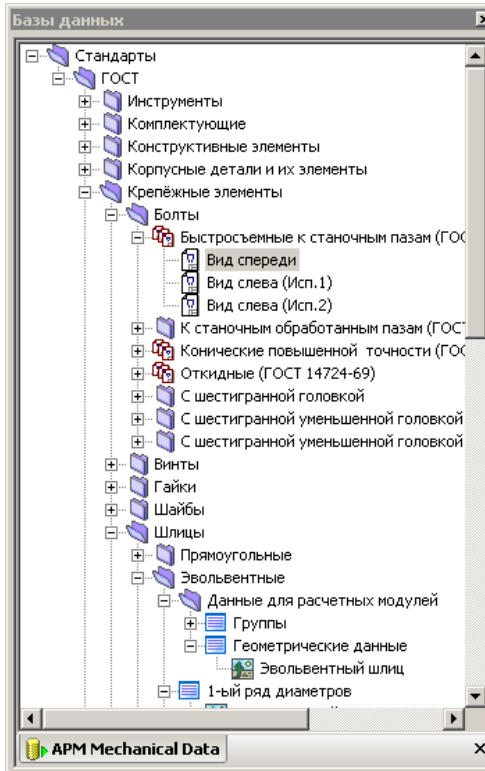 Базы данных
Стандарты
ГОСТ
Инструменты
Комплектующие
Конструктивные элементы
Корпусные детали и их элементы
Крепёжные элементы
Болты
Быстросъемные к станочным пазам (ГОС
Вид спереди
Вид слева (Исп.1)
Вид слева (Исп.2)
К станочным обработанным пазам (ГОСТ
Конические повышенной точности (ГОС
Откидные (ГОСТ 14724-69)
С шестигранной головкой
С шестигранной уменьшенной головкой
С шестигранной уменьшенной головкой
Винты
Гайки
Шайбы
Шлицы
Прямоугольные
Эвольвентные
Данные для расчетных модулей
Группы
Геометрические данные
Эвольвентный шлиц
1-ый ряд диаметров
APM Mechanical Data